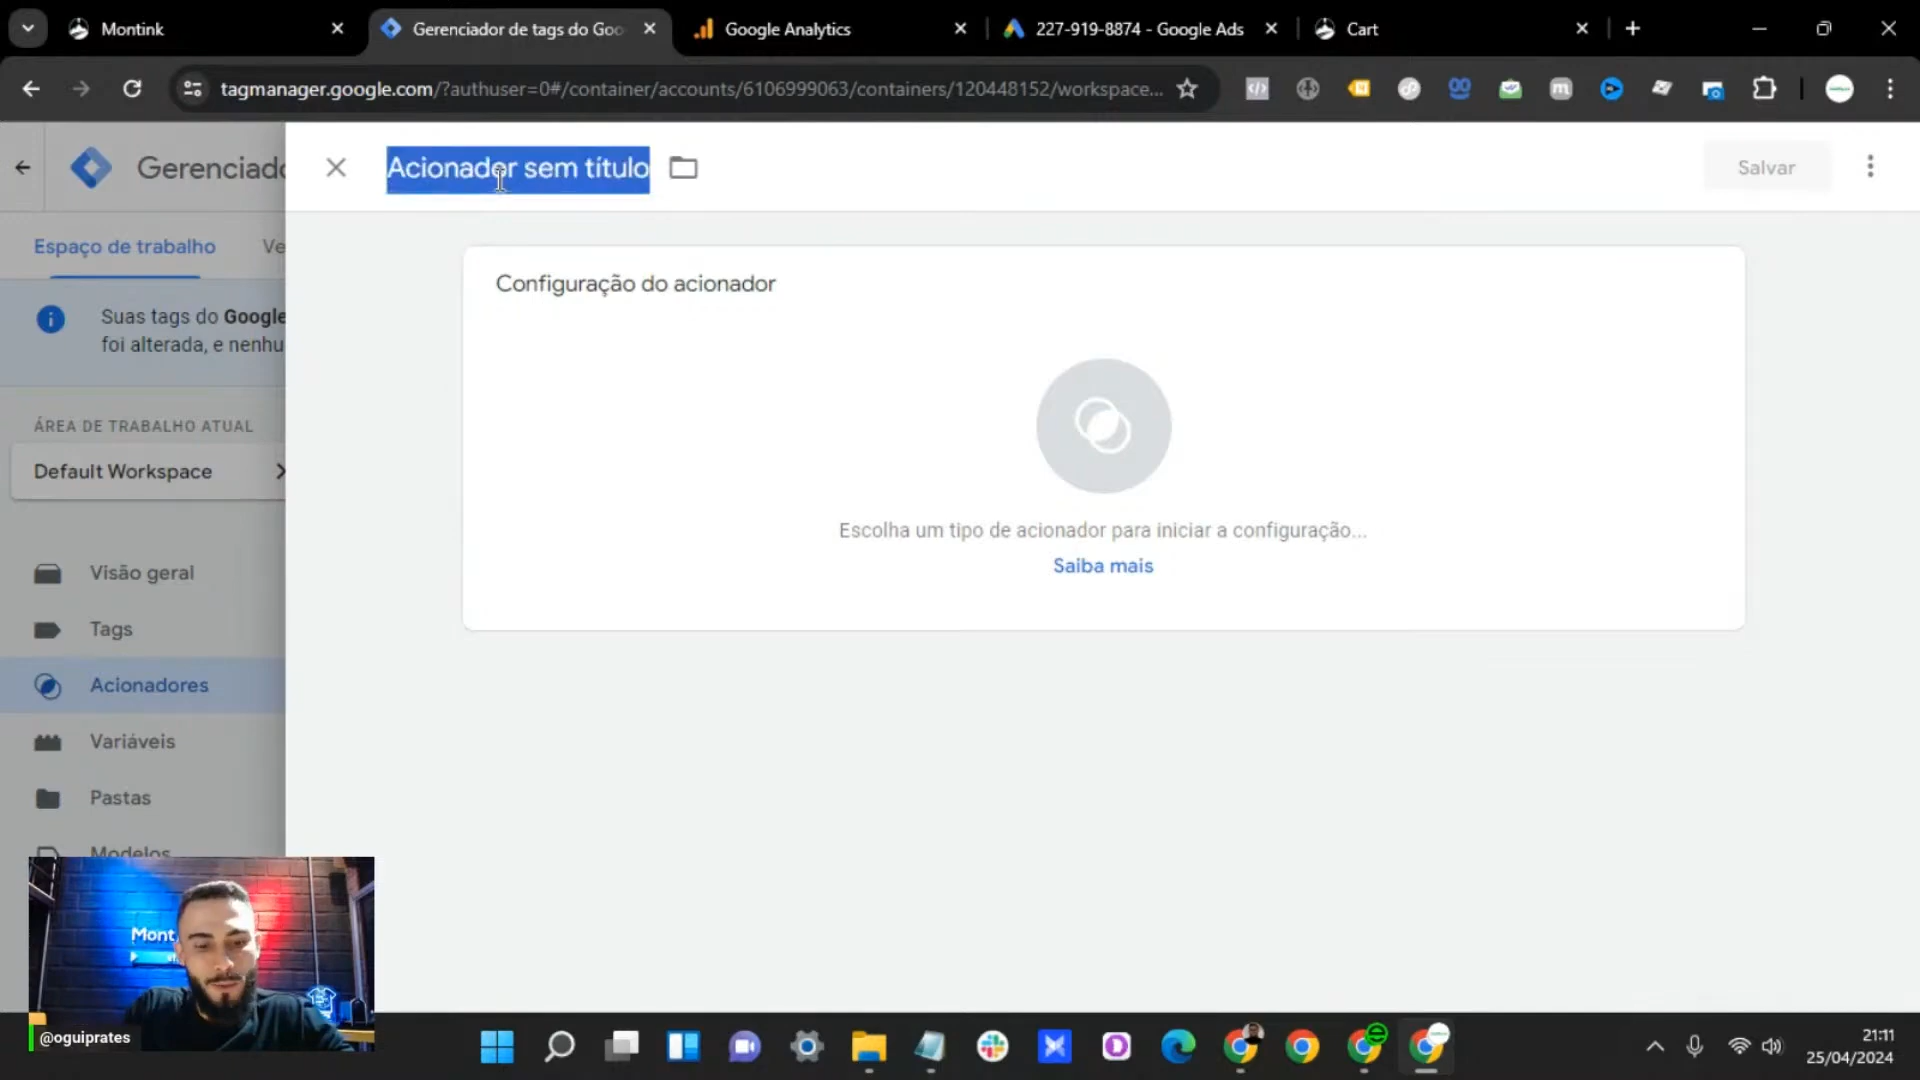 Montink
Gerenciador de tags do Goo
Google Analytics
227-919-8874 - Google Ads
Cart
tagmanager.google.com/?authuser=0#/container/accounts/6106999063/containers/120448152/workspace...
Gerenciado
Acionador sem título
Salvar
Espaço de trabalho
Ve
Configuração do acionador
Suas tags do Google
foi alterada, e nenhu
ÁREA DE TRABALHO ATUAL
Default Workspace
Escolha um tipo de acionador para iniciar a configuração...
Saiba mais
Visão geral
Tags
Acionadores
Variáveis
Pastas
Modelos
Mont
@oguiprates
21:11
25/04/2024